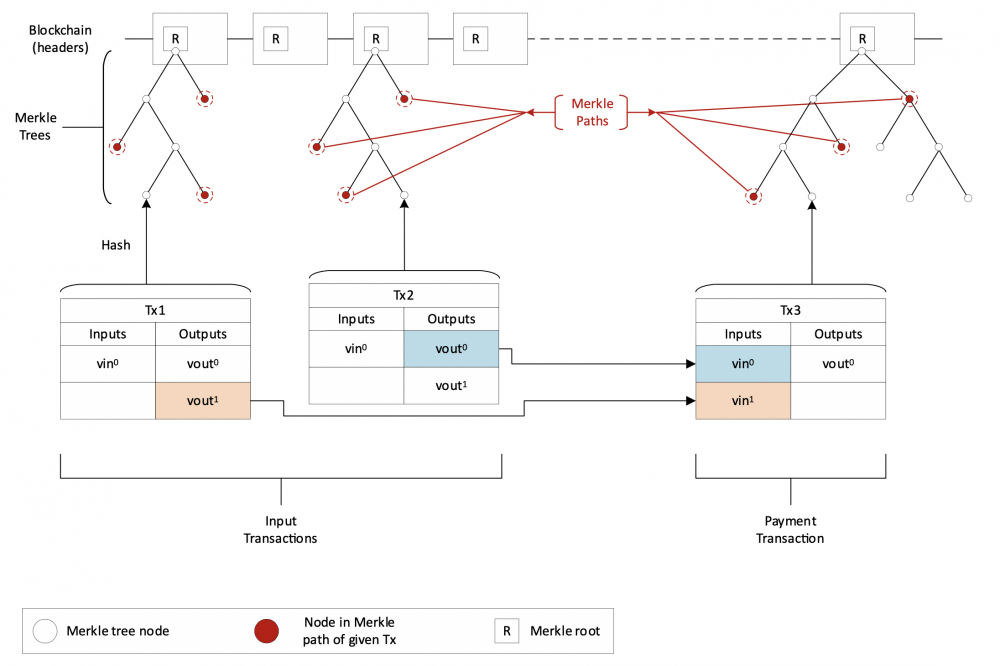 Blockchain
(headers)
R
R
R
R
R
Merkle
Trees
Merkle
Paths
Hash
Tx1
Inputs Outputs
vin⁰ vout⁰
vout¹
Tx2
Inputs Outputs
vin⁰ vout⁰
vout¹
Tx3
Inputs Outputs
vin⁰ vout⁰
vin¹
Input
Transactions
Payment
Transaction
Merkle tree node
Node in Merkle
path of given Tx
R Merkle root